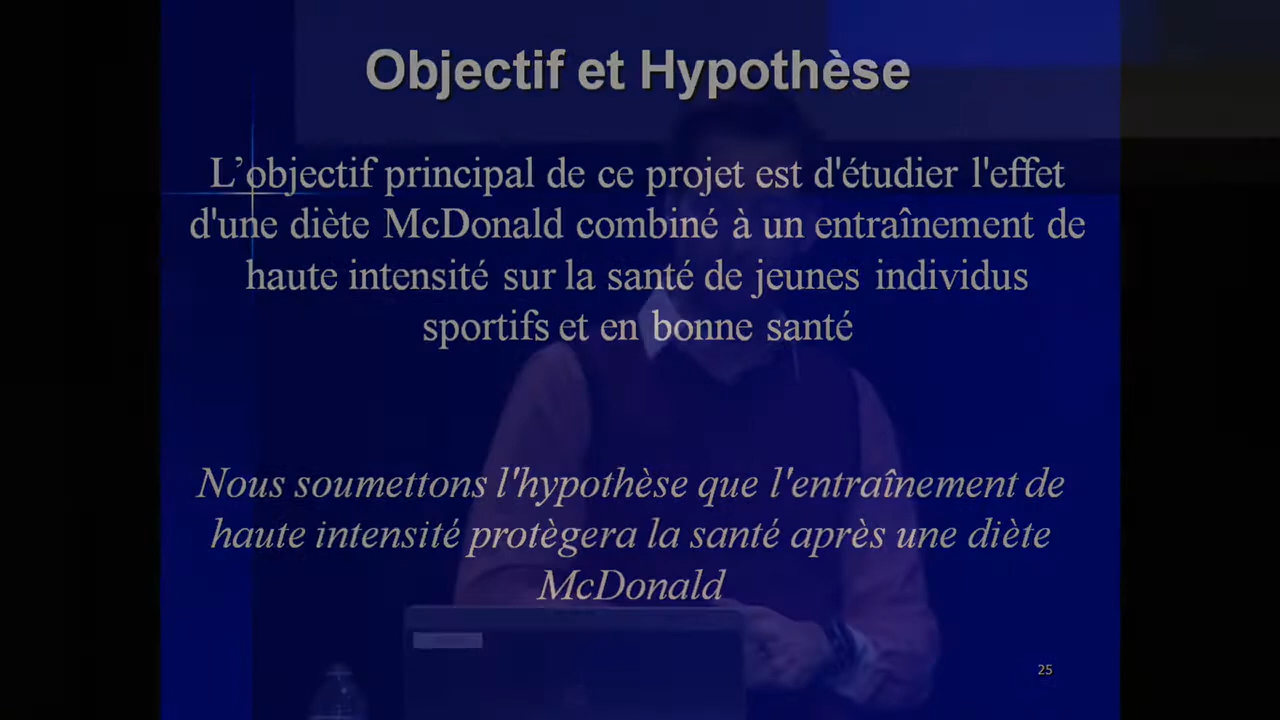 Objectif et Hypothèse
L’objectif principal de ce projet est d'étudier l'effet
d'une diète McDonald combiné à un entraînement de
haute intensité sur la santé de jeunes individus
sportifs et en bonne santé
Nous soumettons l'hypothèse que l'entraînement de
haute intensité protègera la santé après une diète
McDonald
25